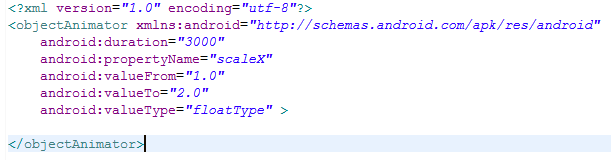 <?xml version="1.0" encoding="utf-8"?>
<objectAnimator xmlns:android="http://schemas.android.com/apk/res/android"
    android:duration="3000"
    android:propertyName="scaleX"
    android:valueFrom="1.0"
    android:valueTo="2.0"
    android:valueType="floatType" >

</objectAnimator>